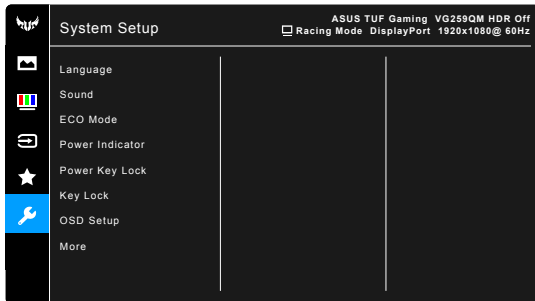 System Setup
ASUS TUF Gaming VG259QM HDR Off
Racing Mode DisplayPort 1920x1080@ 60Hz
Language
Sound
ECO Mode
Power Indicator
Power Key Lock
Key Lock
OSD Setup
More